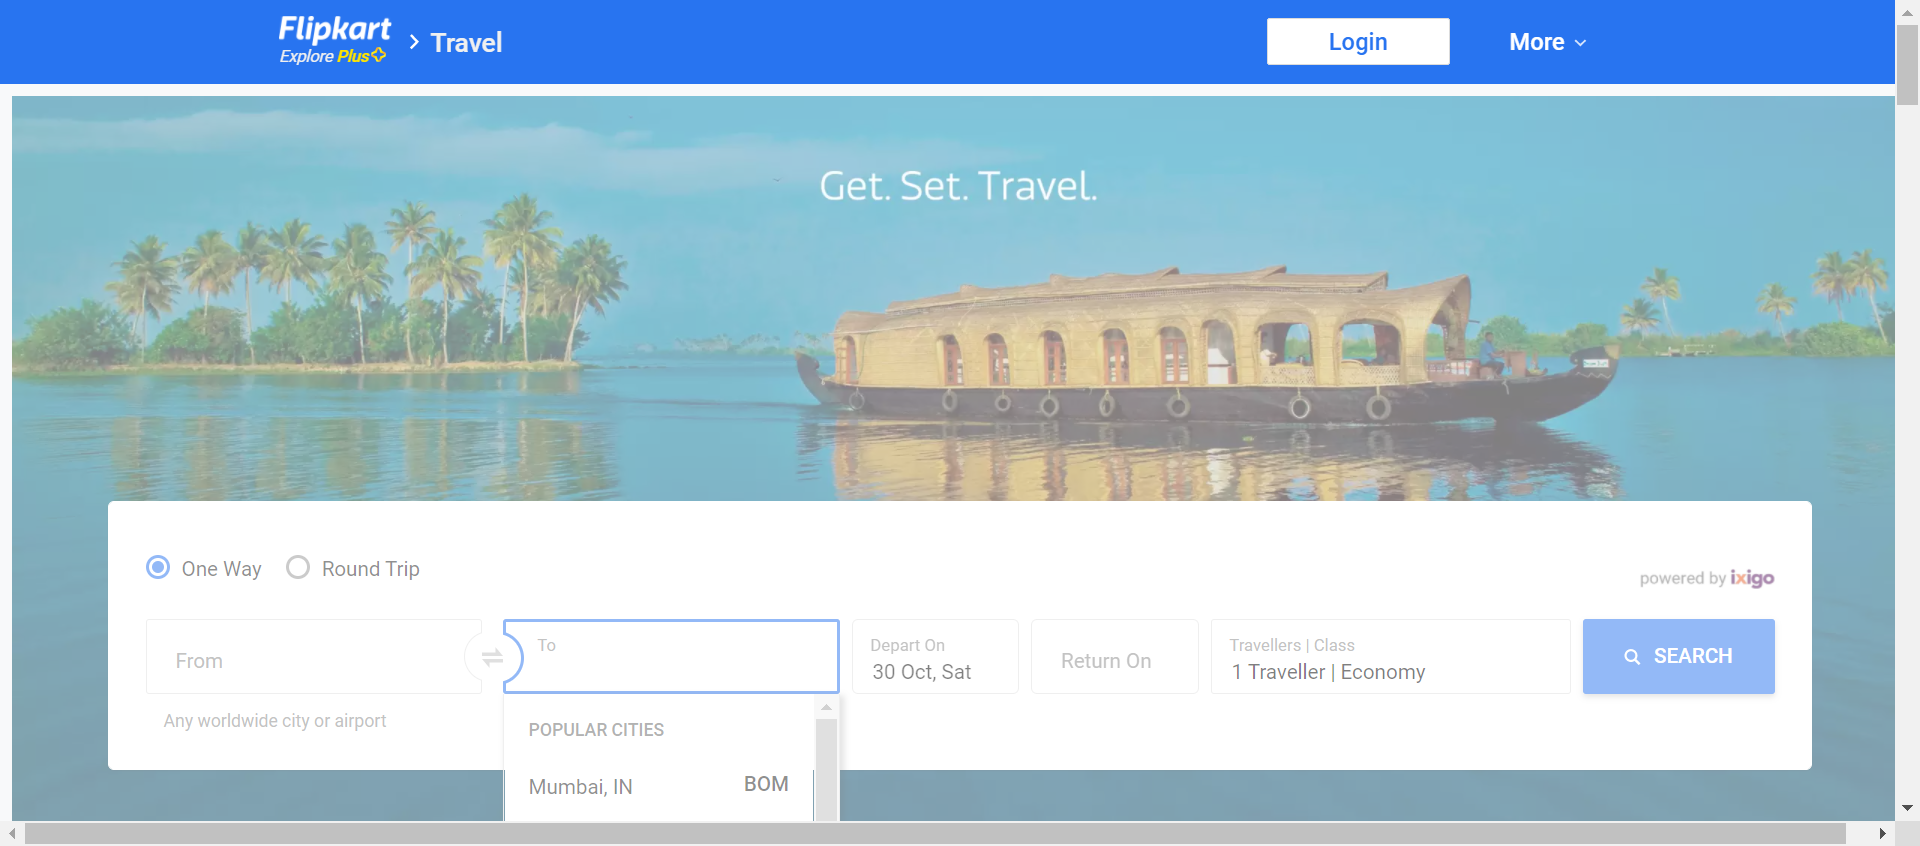 Flipkart
Explore Plus
Travel
Login
More
Get. Set. Travel.
One Way
Round Trip
powered by ixigo
From
To
Depart On
30 Oct, Sat
Return On
Travellers | Class
1 Traveller | Economy
SEARCH
Any worldwide city or airport
POPULAR CITIES
Mumbai, IN
BOM